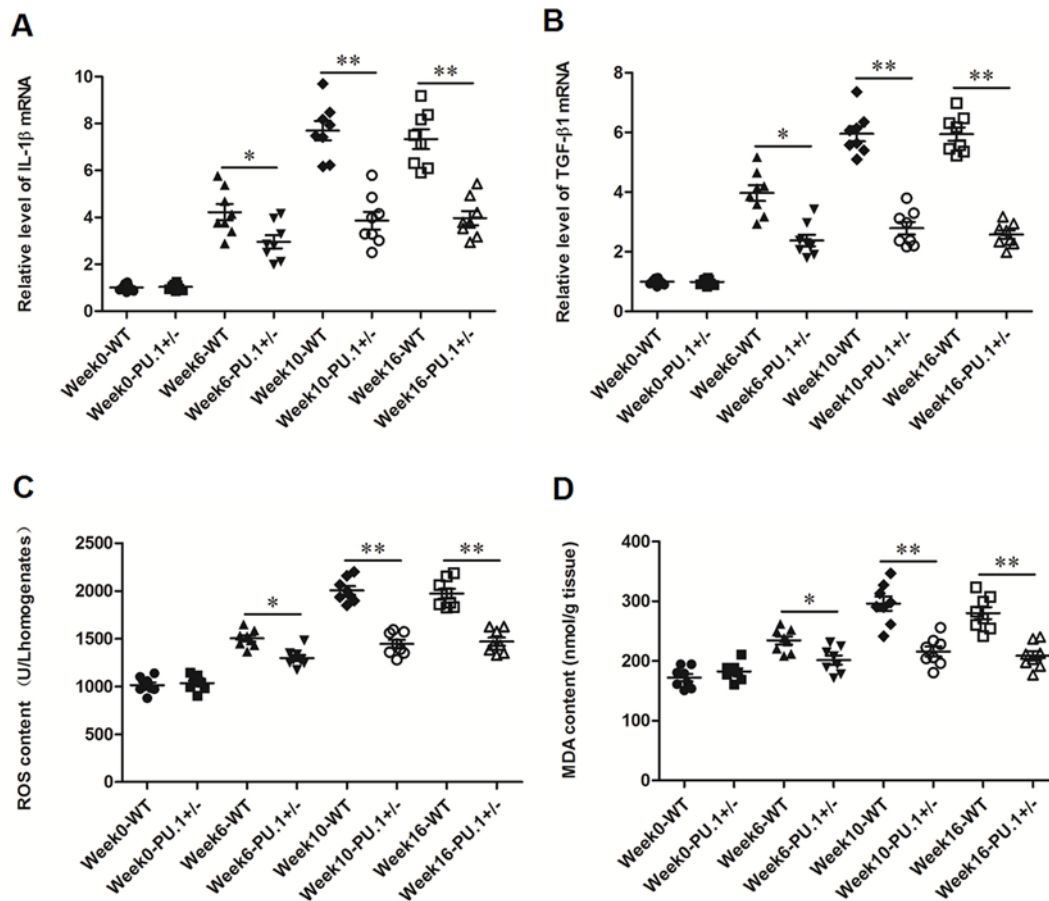 A
Relative level of IL-1β mRNA
10
8
6
4
2
0
*
**
**
Week0-WT
Week0-PU.1+/-
Week6-WT
Week6-PU.1+/-
Week10-WT
Week10-PU.1+/-
Week16-WT
Week16-PU.1+/-
B
Relative level of TGF-β1 mRNA
8
6
4
2
0
*
**
**
Week0-WT
Week0-PU.1+/-
Week6-WT
Week6-PU.1+/-
Week10-WT
Week10-PU.1+/-
Week16-WT
Week16-PU.1+/-
C
ROS content（U/Lhomogenates）
2500
2000
1500
1000
500
0
*
**
**
Week0-WT
Week0-PU.1+/-
Week6-WT
Week6-PU.1+/-
Week10-WT
Week10-PU.1+/-
Week16-WT
Week16-PU.1+/-
D
MDA content (nmol/g tissue)
400
300
200
100
0
*
**
**
Week0-WT
Week0-PU.1+/-
Week6-WT
Week6-PU.1+/-
Week10-WT
Week10-PU.1+/-
Week16-WT
Week16-PU.1+/-